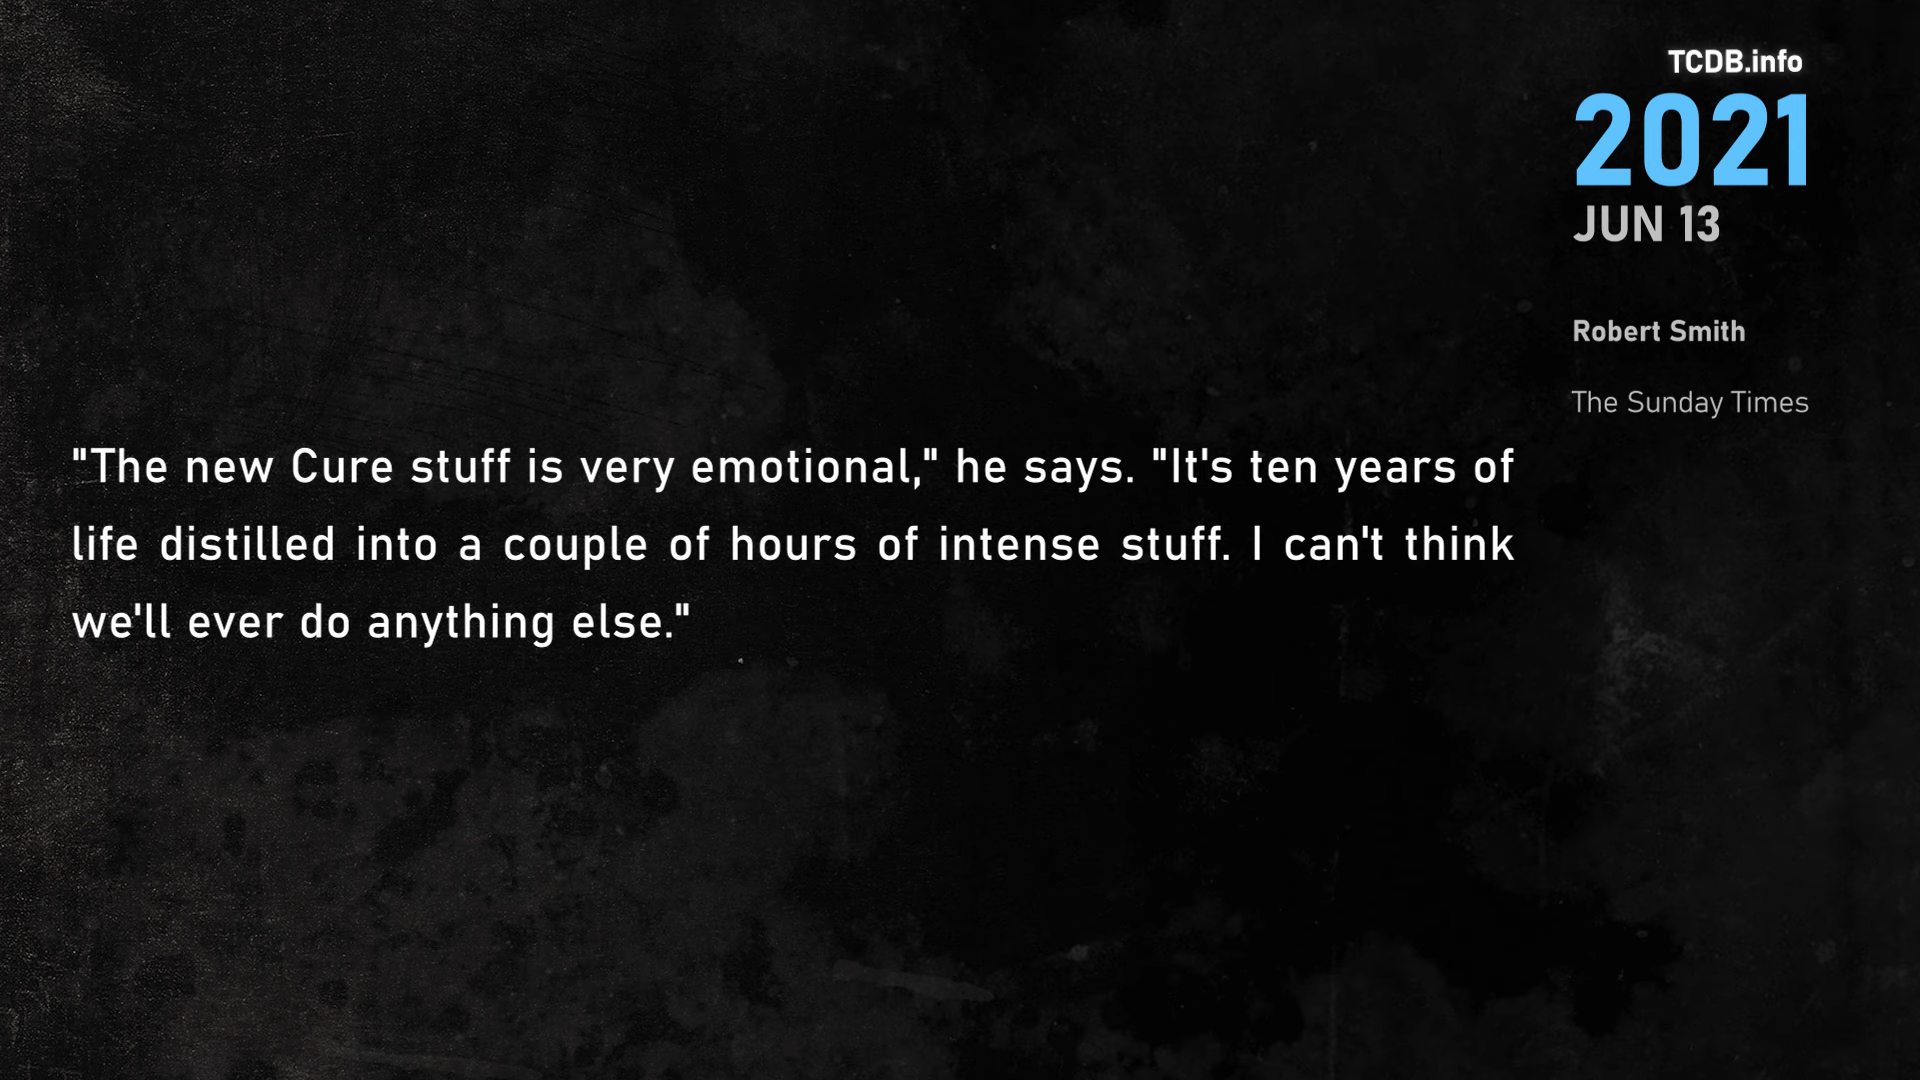 TCDB.info
2021
JUN 13
Robert Smith
The Sunday Times
"The new Cure stuff is very emotional," he says. "It's ten years of
life distilled into a couple of hours of intense stuff. I can't think
we'll ever do anything else."